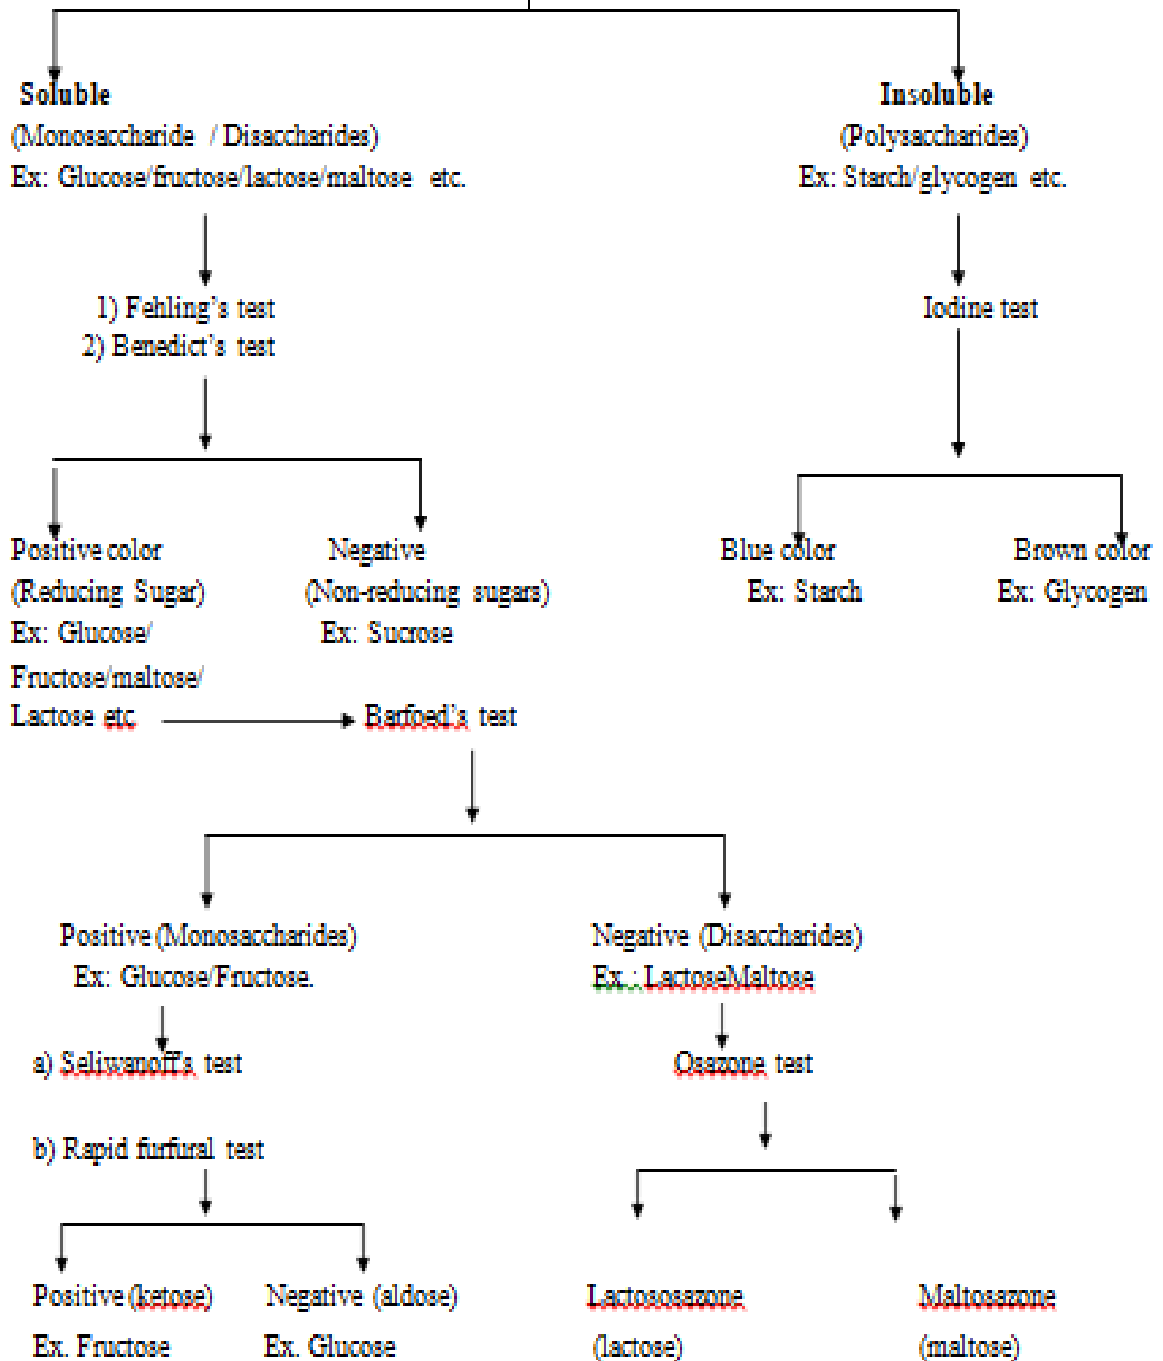 Soluble
(Monosaccharide / Disaccharides)
Ex: Glucose/fructose/lactose/maltose etc.
Insoluble
(Polysaccharides)
Ex: Starch/glycogen etc.
1) Fehling's test
2) Benedict's test
Iodine test
Positive color
(Reducing Sugar)
Ex: Glucose/
Fructose/maltose/
Lactose etc
Negative
(Non-reducing sugars)
Ex: Sucrose
Blue color
Ex: Starch
Brown color
Ex: Glycogen
Barfoed's test
Positive (Monosaccharides)
Ex: Glucose/Fructose.
Negative (Disaccharides)
Ex. : LactoseMaltose
a) Seliwanoff's test
b) Rapid furfural test
Osazone test
Positive (ketose)
Ex. Fructose
Negative (aldose)
Ex. Glucose
Lactososazone
(lactose)
Maltosazone
(maltose)